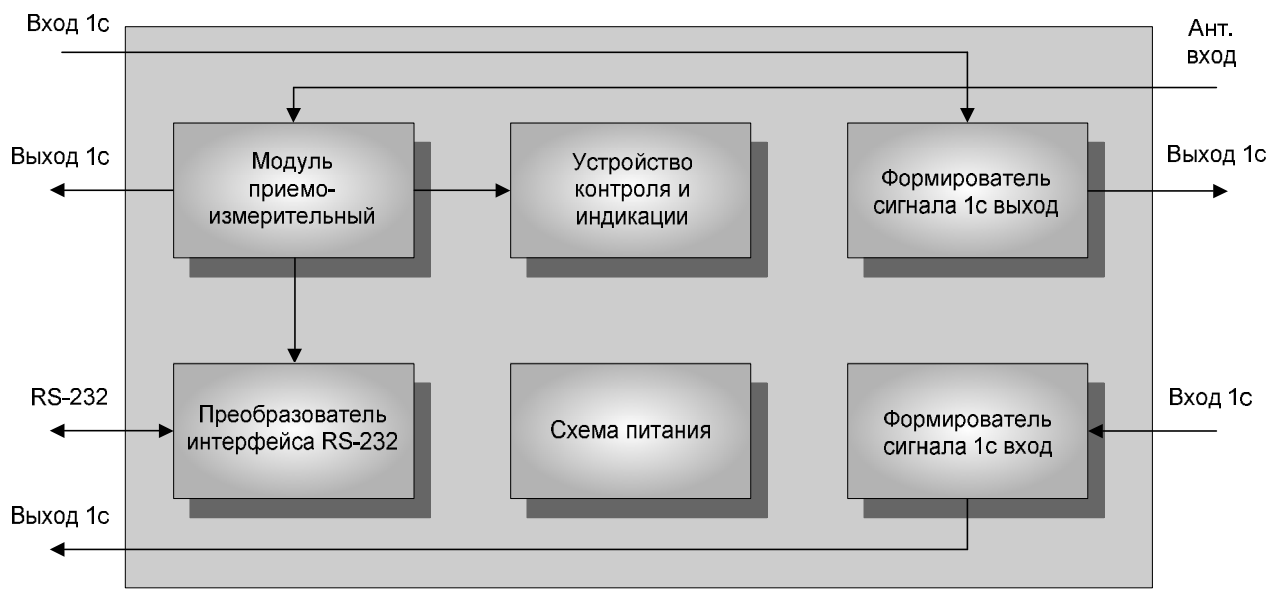 Вход 1с
Ант.
вход
Выход 1с
Модуль
приемо-
измерительный
Устройство
контроля и
индикации
Формирователь
сигнала 1с выход
Выход 1с
RS-232
Преобразователь
интерфейса RS-232
Схема питания
Формирователь
сигнала 1с вход
Вход 1с
Выход 1с